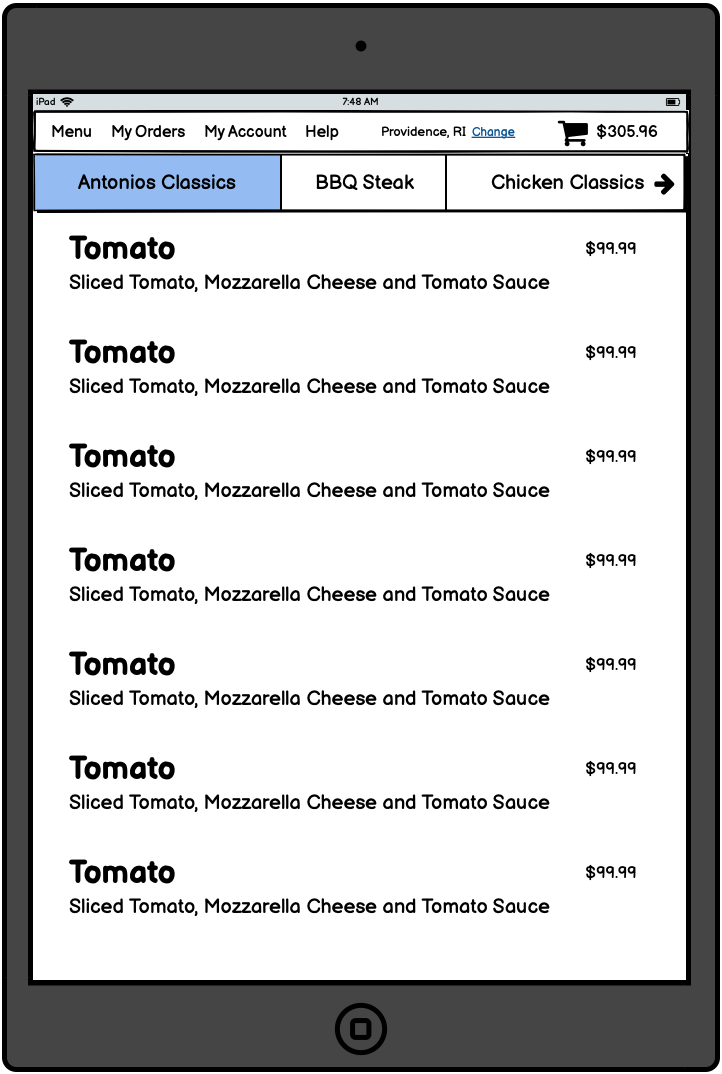 iPad 7:48 AM
Menu My Orders My Account Help Providence, RI Change $305.96
Antonios Classics BBQ Steak Chicken Classics
Tomato $99.99
Sliced Tomato, Mozzarella Cheese and Tomato Sauce
Tomato $99.99
Sliced Tomato, Mozzarella Cheese and Tomato Sauce
Tomato $99.99
Sliced Tomato, Mozzarella Cheese and Tomato Sauce
Tomato $99.99
Sliced Tomato, Mozzarella Cheese and Tomato Sauce
Tomato $99.99
Sliced Tomato, Mozzarella Cheese and Tomato Sauce
Tomato $99.99
Sliced Tomato, Mozzarella Cheese and Tomato Sauce
Tomato $99.99
Sliced Tomato, Mozzarella Cheese and Tomato Sauce